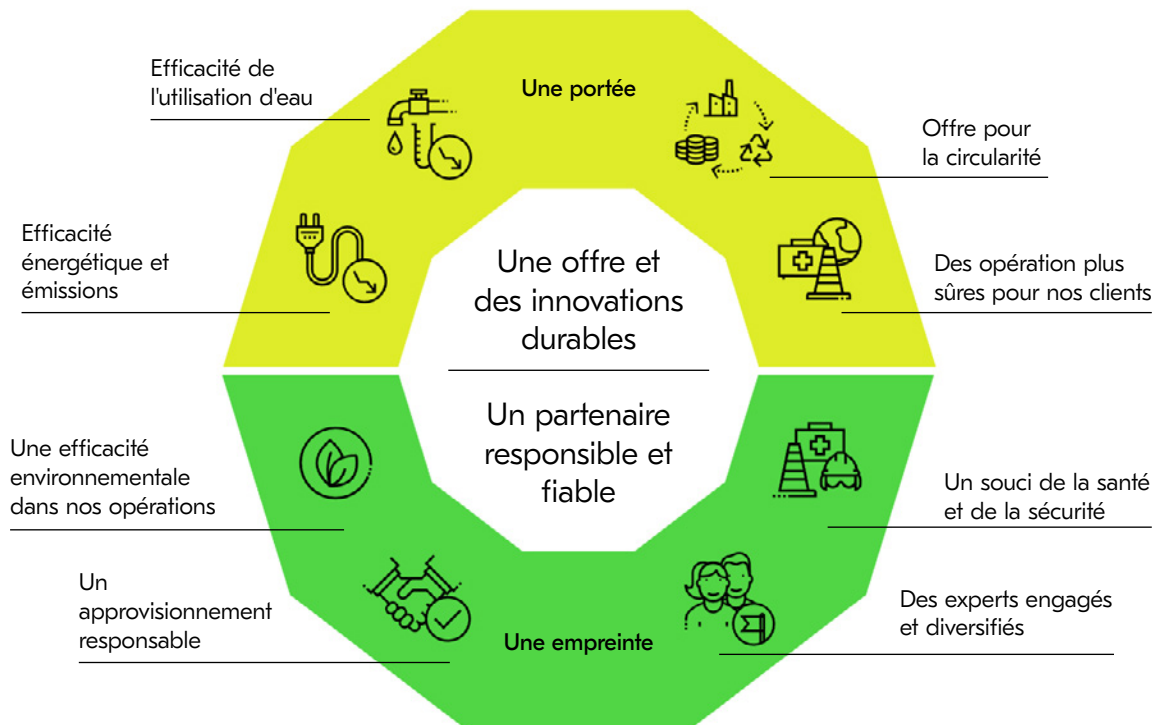 Une portée
Efficacité de
l'utilisation d'eau
Offre pour
la circularité
Efficacité
énergétique et
émissions
Des opération plus
sûres pour nos clients
Une offre et
des innovations
durables
Un partenaire
responsible et
fiable
Une efficacité
environnementale
dans nos opérations
Un souci de la santé
et de la sécurité
Un
approvisionnement
responsable
Des experts engagés
et diversifiés
Une empreinte